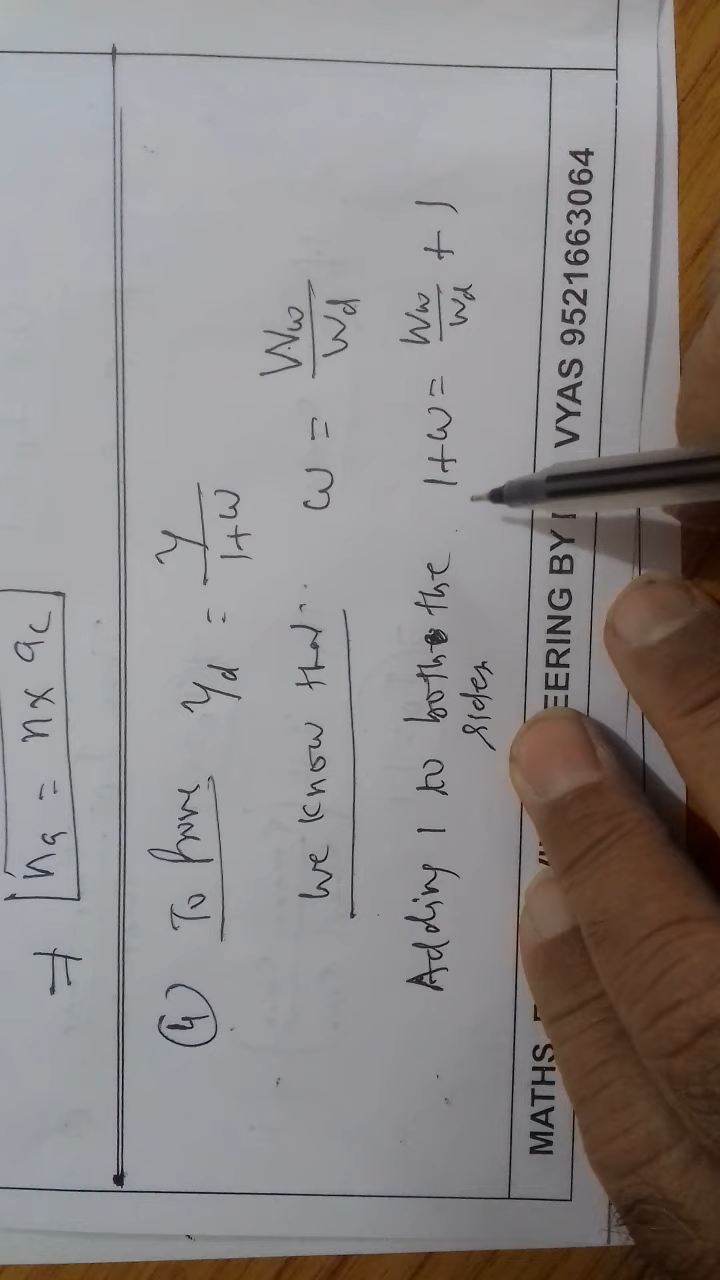 ⇒ na = n x ac
(4) To Prove γd = γ / 1+ω
We know that :. ω = Ww / Wd
Adding 1 to both the . 1+ω = Ww / Wd + 1
sides
MATHS EERING BY VYAS 9521663064